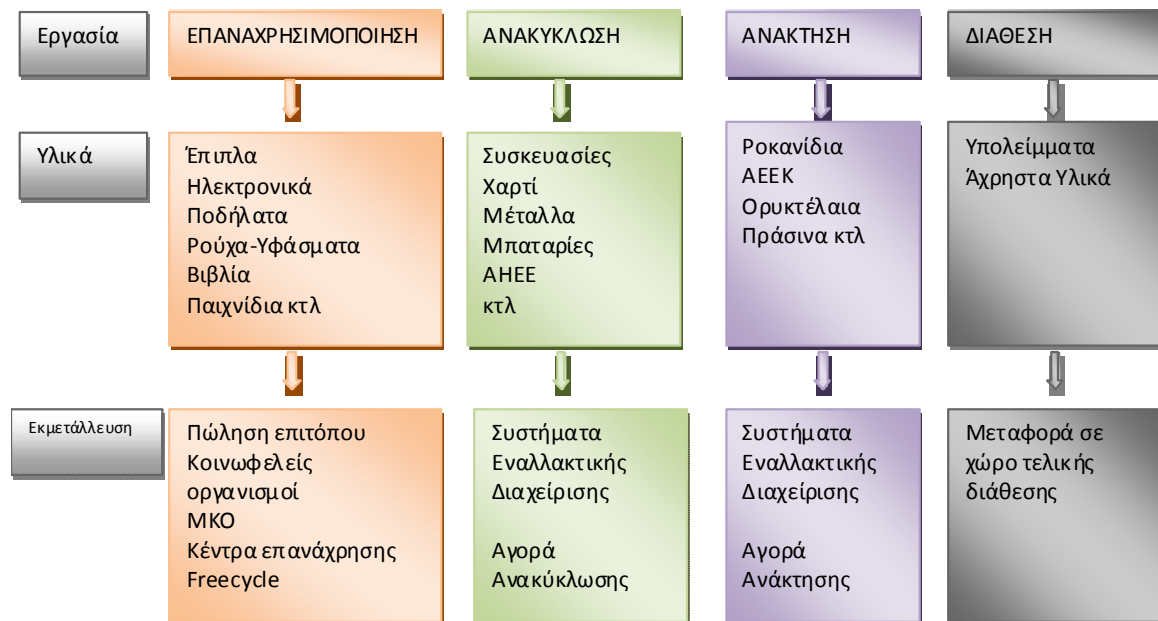 Εργασία
ΕΠΑΝΑΧΡΗΣΙΜΟΠΟΙΗΣΗ
ΑΝΑΚΥΚΛΩΣΗ
ΑΝΑΚΤΗΣΗ
ΔΙΑΘΕΣΗ
Υλικά
Έπιπλα
Ηλεκτρονικά
Ποδήλατα
Ρούχα-Υφάσματα
Βιβλία
Παιχνίδια κτλ
Συσκευασίες
Χαρτί
Μέταλλα
Μπαταρίες
ΑΗΕΕ
κτλ
Ροκανίδια
ΑΕΕΚ
Ορυκτέλαια
Πράσινα κτλ
Υπολείμματα
Άχρηστα Υλικά
Εκμετάλλευση
Πώληση επιτόπου
Κοινωφελείς
οργανισμοί
ΜΚΟ
Κέντρα επανάχρησης
Freecycle
Συστήματα
Εναλλακτικής
Διαχείρισης
Αγορά
Ανακύκλωσης
Συστήματα
Εναλλακτικής
Διαχείρισης
Αγορά
Ανάκτησης
Μεταφορά σε
χώρο τελικής
διάθεσης